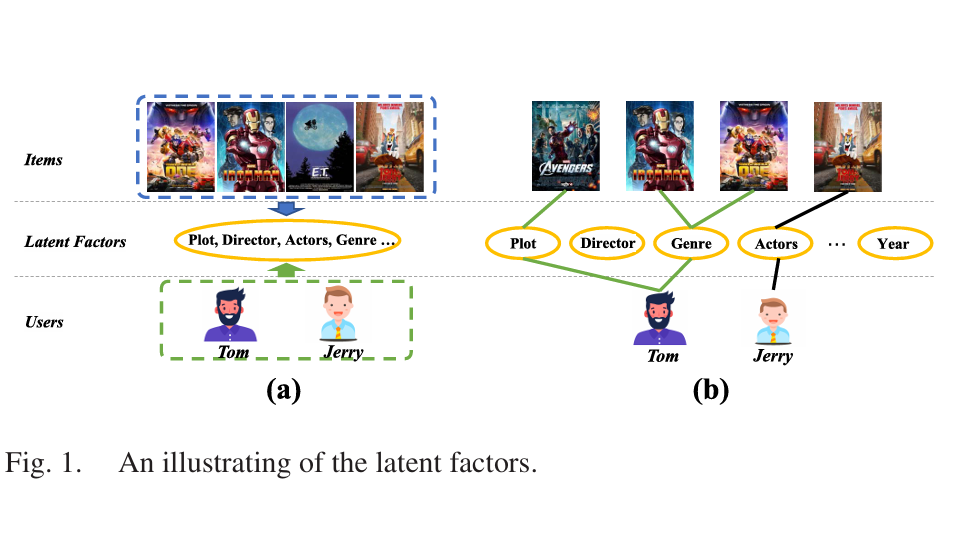 Items
ONE
IRON MAN
E.T.
AVENGERS
IRON MAN
ONE
Latent Factors
Plot, Director, Actors, Genre ...
Plot
Director
Genre
Actors
...
Year
Users
Tom
Jerry
Tom
Jerry
(a)
(b)
Fig. 1. An illustrating of the latent factors.